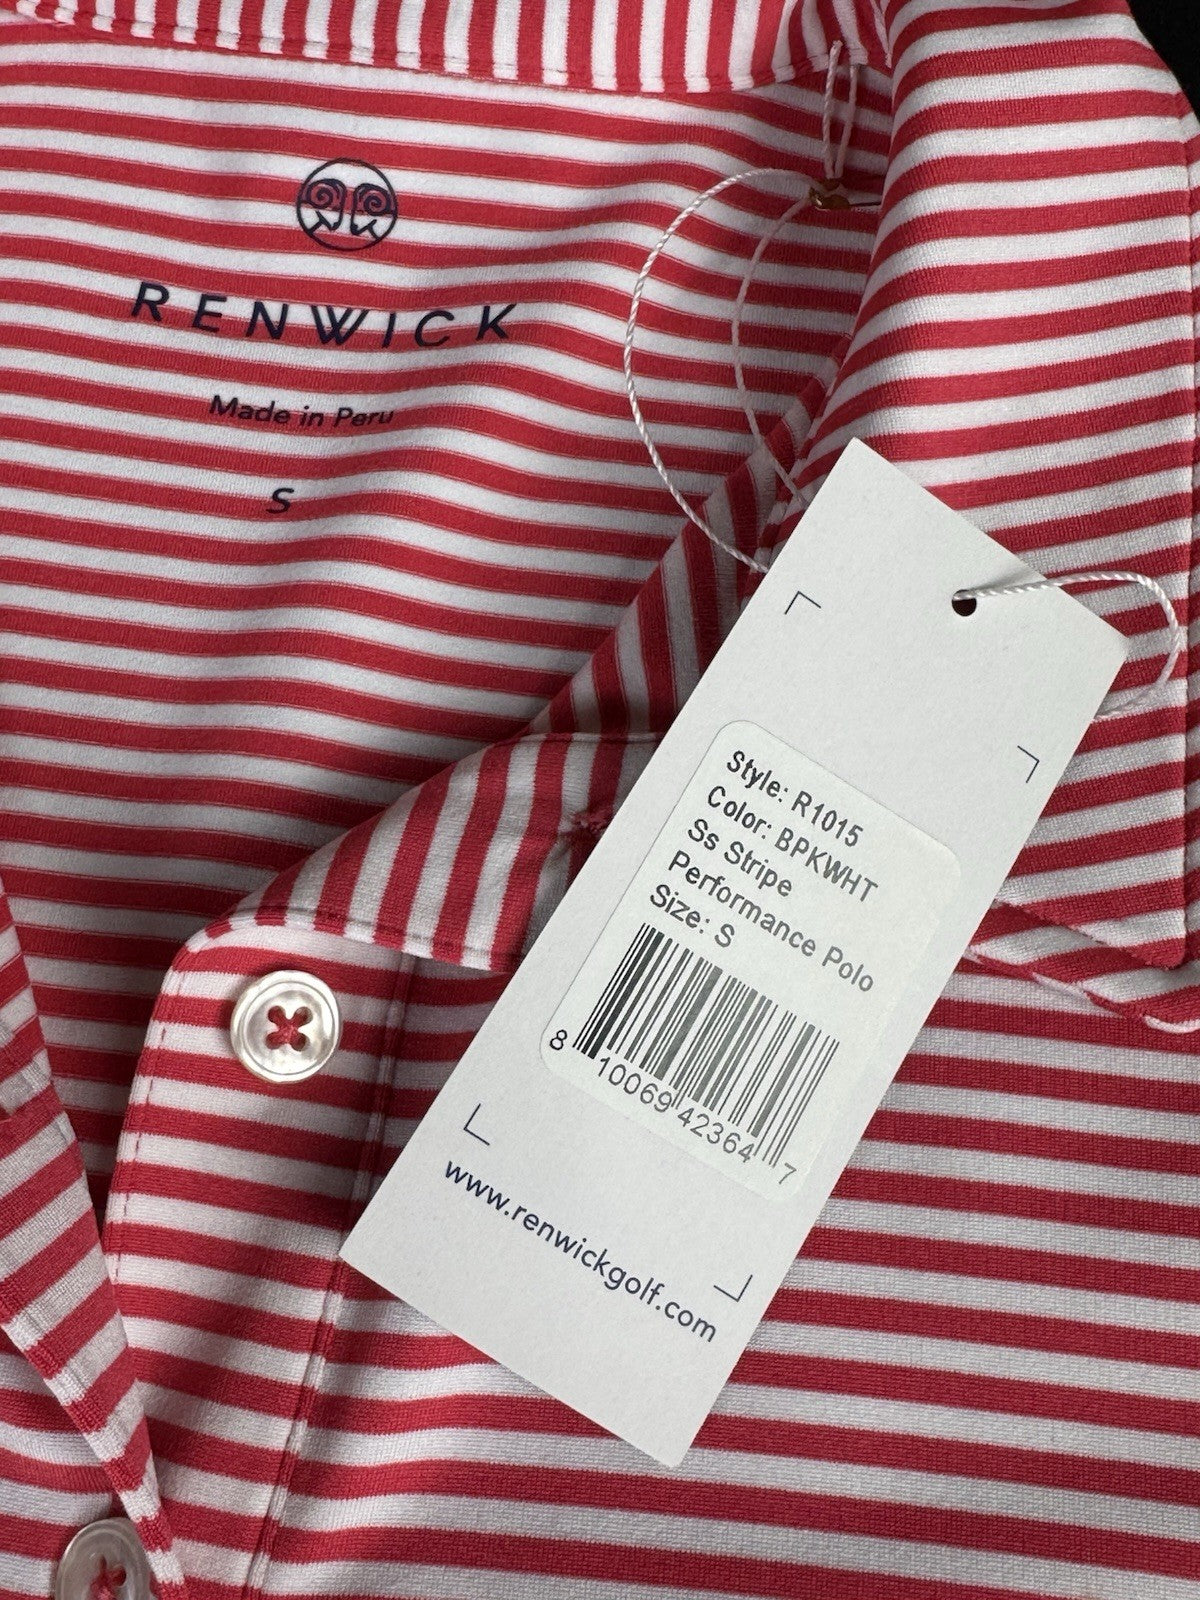 RENWICK
Made in Peru
S
Style: R1015
Color: BPKWHT
Ss Stripe
Performance Polo
Size: S
8 10069 42364 7
www.renwickgolf.com